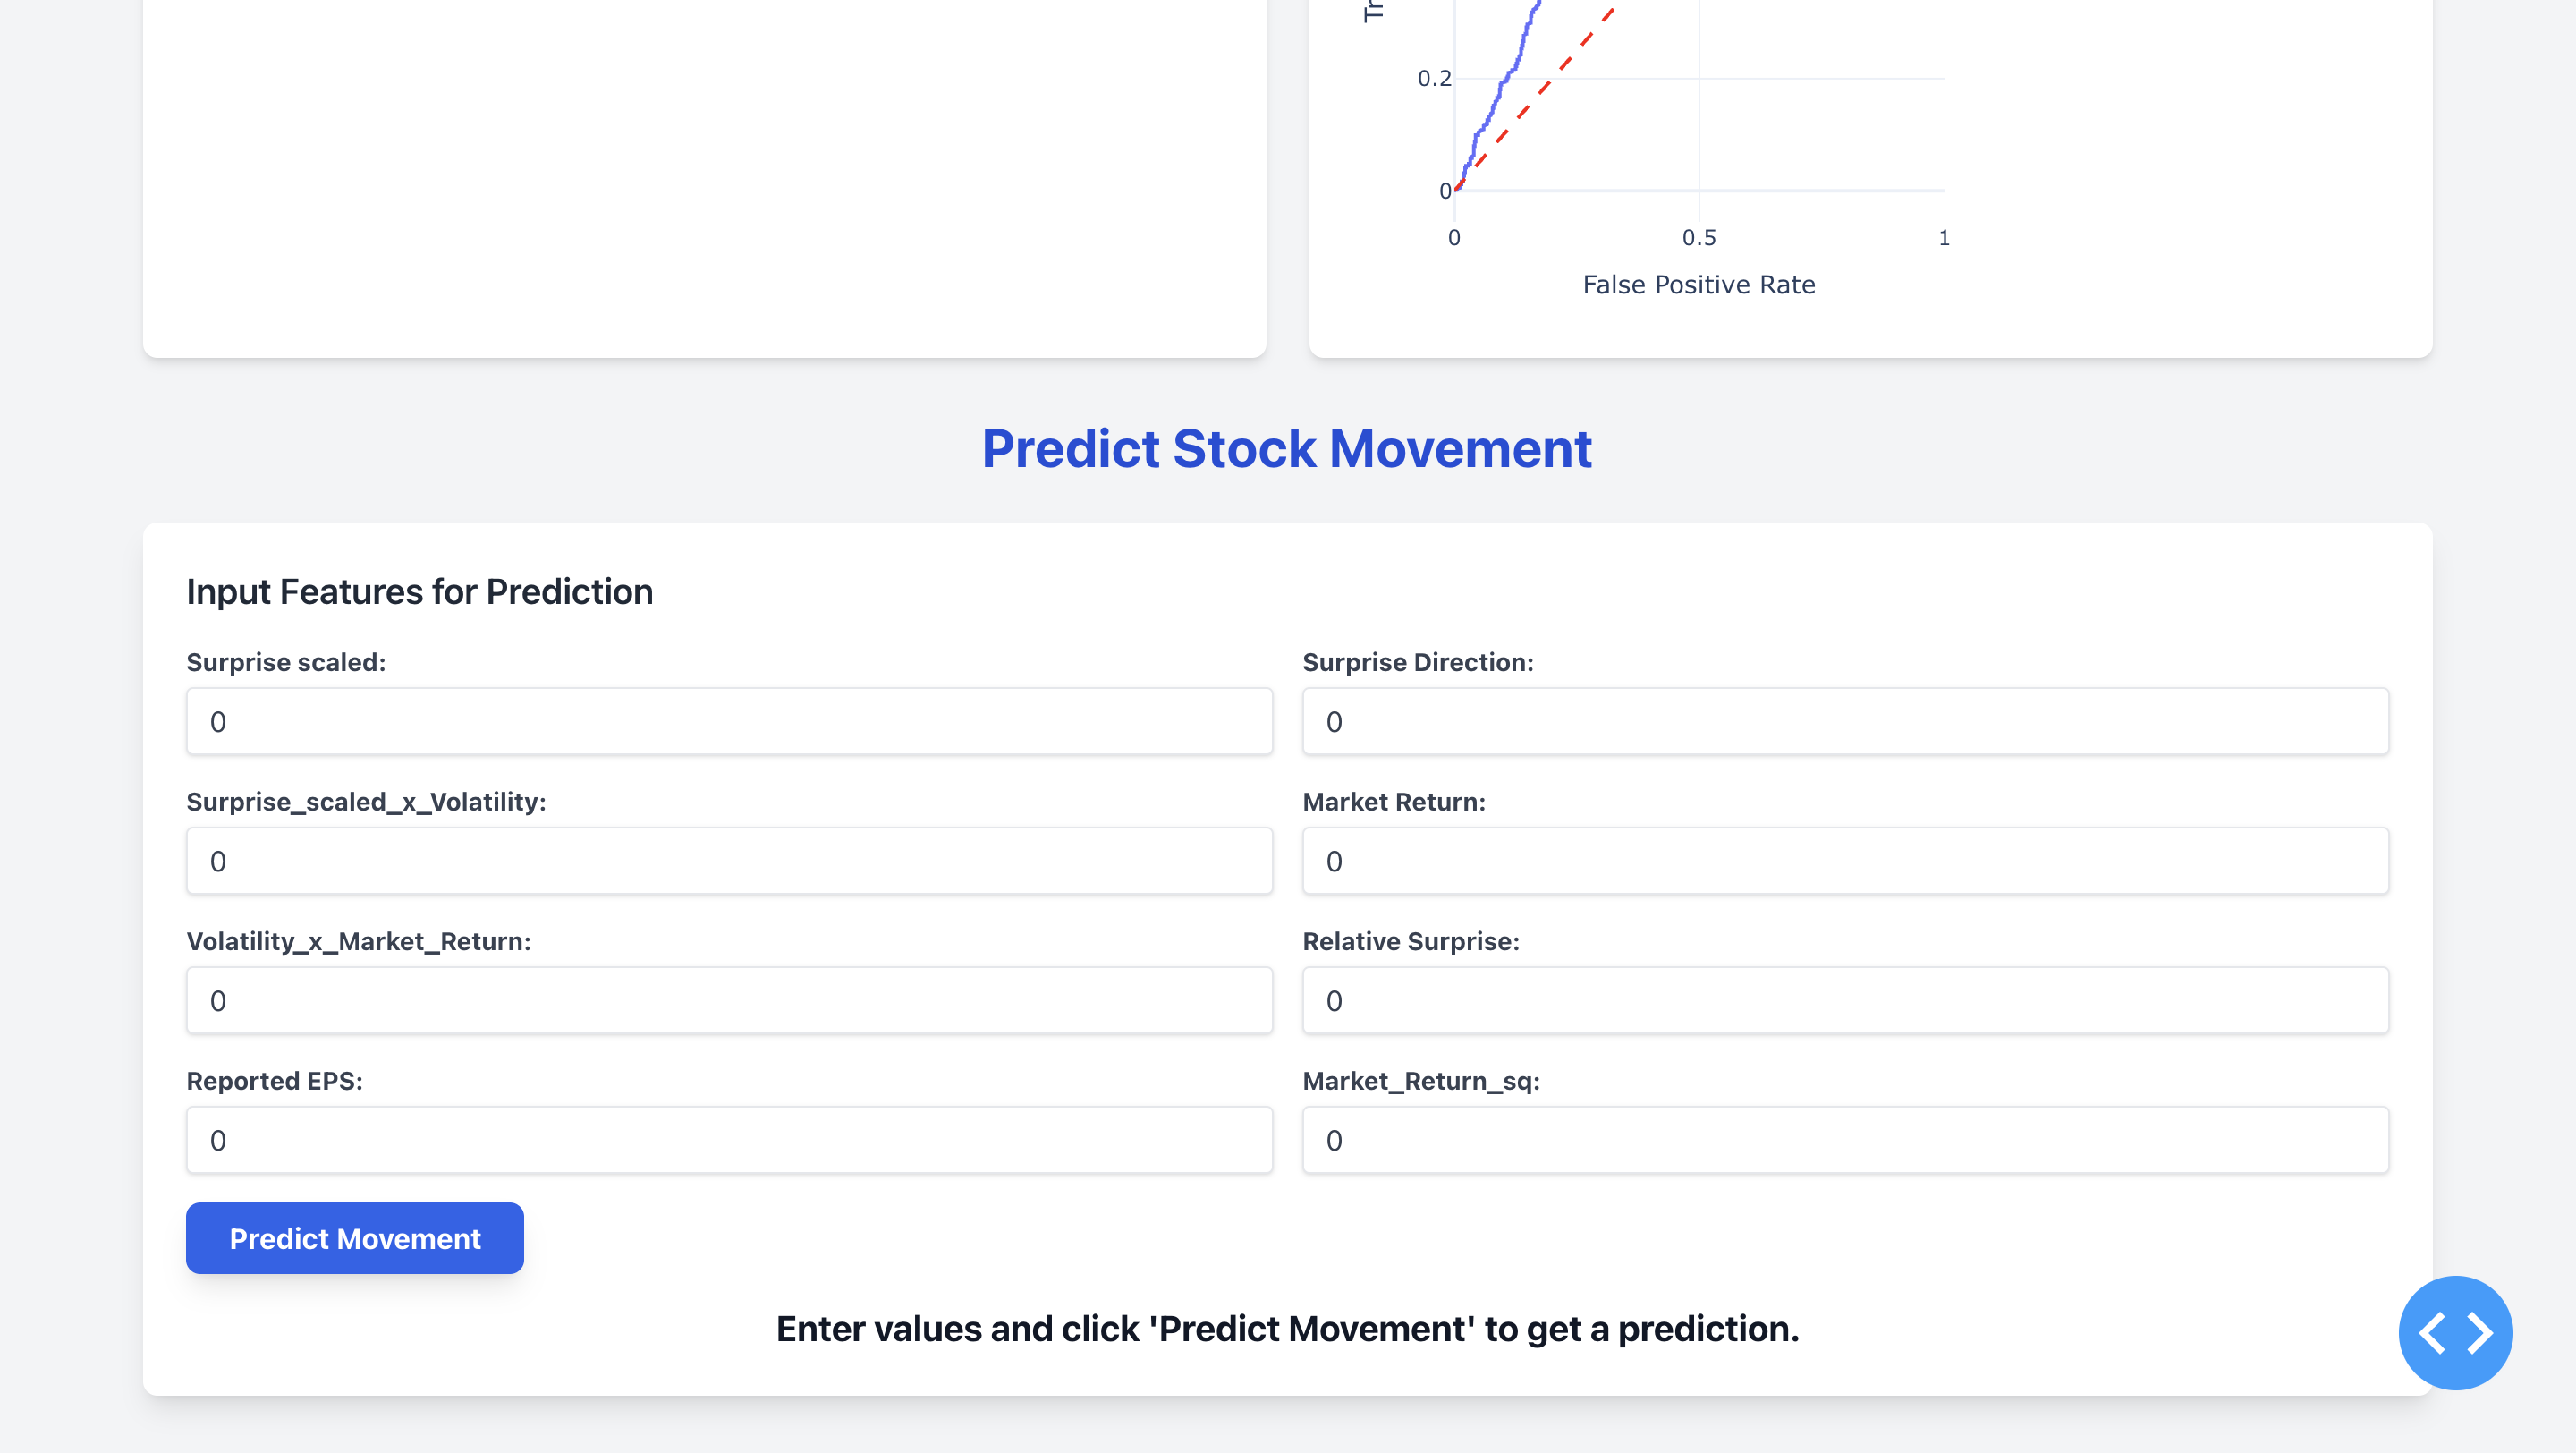 0.2
0
0 0.5 1
False Positive Rate
Predict Stock Movement
Input Features for Prediction
Surprise scaled: Surprise Direction:
0 0
Surprise_scaled_x_Volatility: Market Return:
0 0
Volatility_x_Market_Return: Relative Surprise:
0 0
Reported EPS: Market_Return_sq:
0 0
Predict Movement
Enter values and click 'Predict Movement' to get a prediction.